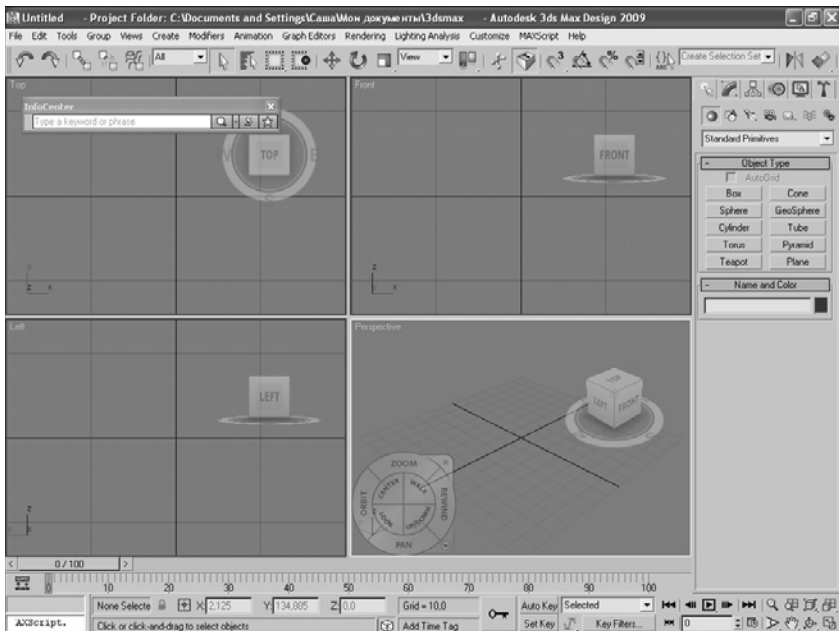 Untitled - Project Folder: C:\Documents and Settings\Саша\Мои документы\3dsmax - Autodesk 3ds Max Design 2009
File Edit Tools Group Views Create Modifiers Animation Graph Editors Rendering Lighting Analysis Customize MAXScript Help
All View Create Selection Set
Top
Front
InfoCenter
Type a keyword or phrase
TOP
FRONT
Standard Primitives
- Object Type
AutoGrid
Box Cone
Sphere GeoSphere
Cylinder Tube
Torus Pyramid
Teapot Plane
- Name and Color
z x
z x
Left
Perspective
LEFT
TOP
LEFT FRONT
ZOOM
CENTER WALK
ORBIT REWIND
LOOK UP/DOWN
PAN
z
0 / 100
0 10 20 30 40 50 60 70 80 90 100
None Selecte X: 2,125 Y: 134,885 Z: 0,0 Grid = 10,0 Auto Key Selected
AXScript. Click or click-and-drag to select objects Add Time Tag Set Key Key Filters... 0